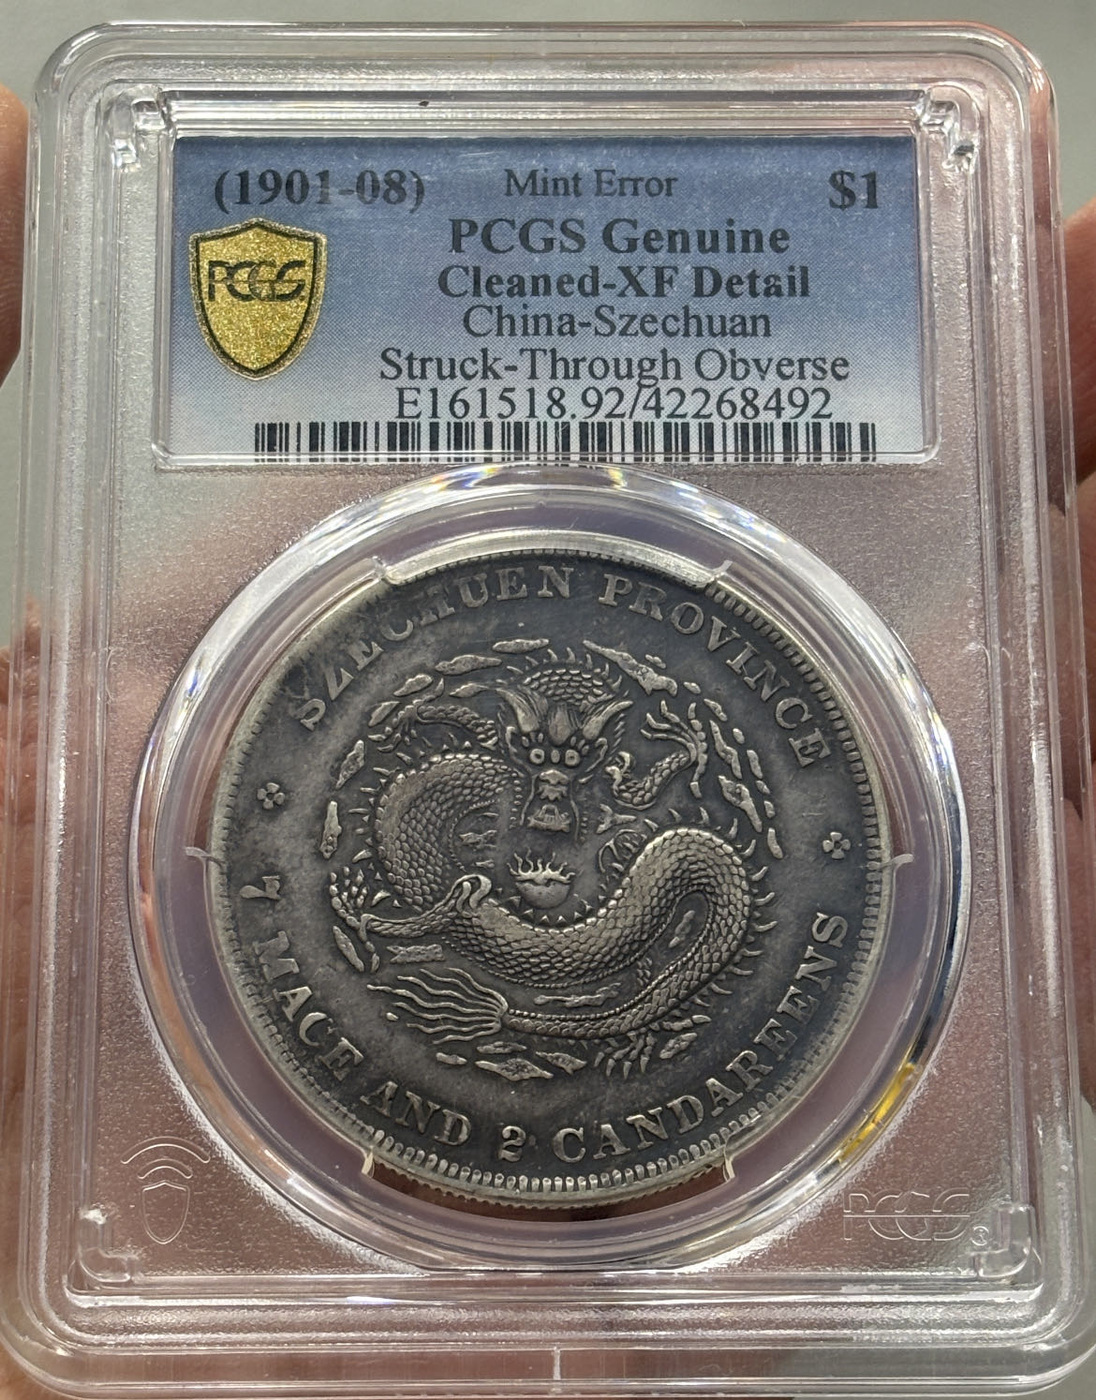 (1901-08) Mint Error $1
PCGS Genuine
Cleaned-XF Detail
China-Szechuan
Struck-Through Obverse
E161518.92/42268492
PCGS
SZECHUEN PROVINCE
7 MACE AND 2 CANDAREENS
PCGS